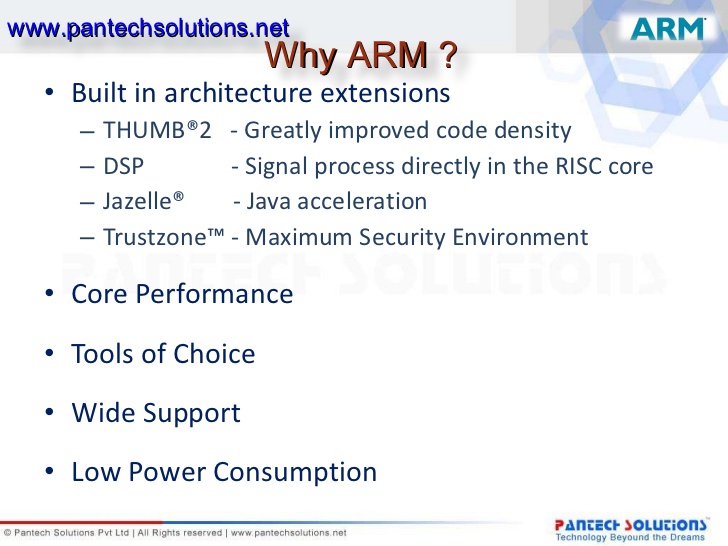 www.pantechsolutions.net
ARM®
Why ARM ?
• Built in architecture extensions
– THUMB®2 - Greatly improved code density
– DSP - Signal process directly in the RISC core
– Jazelle® - Java acceleration
– Trustzone™ - Maximum Security Environment
PANTECH SOLUTIONS
• Core Performance
• Tools of Choice
• Wide Support
• Low Power Consumption
© Pantech Solutions Pvt Ltd | All Rights reserved | www.pantechsolutions.net
PANTECH SOLUTIONS™
Technology Beyound the Dreams